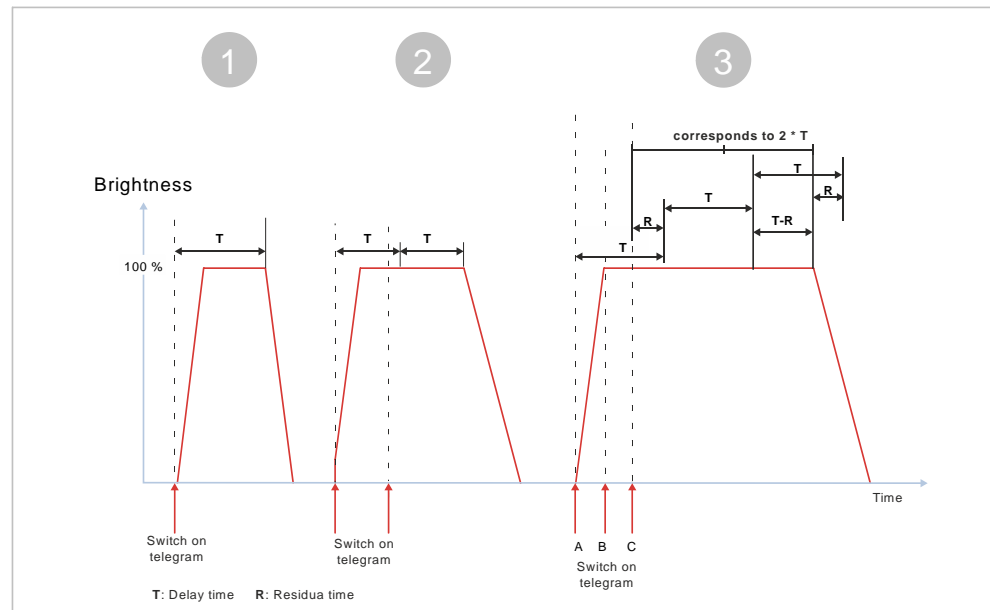 1
2
3
corresponds to 2 * T
T
R
Brightness
T
R
T-R
T
T
T
T
100 %
Time
Switch on
telegram
Switch on
telegram
A
B
C
Switch on
telegram
T: Delay time
R: Residua time